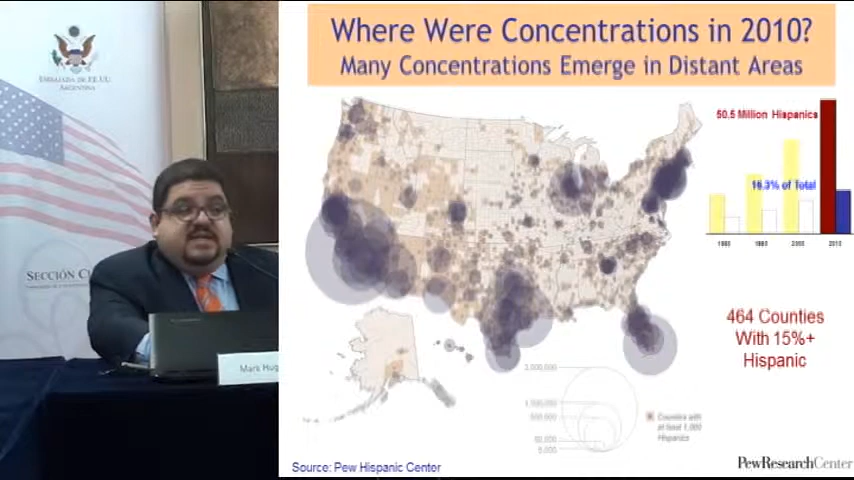 EMBAJADA DE EE.UU.
ARGENTINA
SECCIÓN
Mark Hug
Where Were Concentrations in 2010?
Many Concentrations Emerge in Distant Areas
50.5 Million Hispanics
16.3% of Total
1980
1990
2000
2010
464 Counties
With 15%+
Hispanic
1,000,000
500,000
50,000
5,000
Counties with
at least 1,000
Hispanics
Source: Pew Hispanic Center
PewResearchCenter